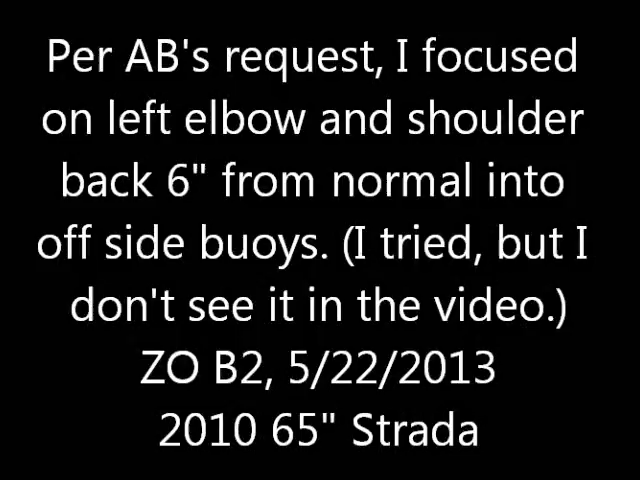 Per AB's request, I focused
on left elbow and shoulder
back 6" from normal into
off side buoys. (I tried, but I
don't see it in the video.)
ZO B2, 5/22/2013
2010 65" Strada